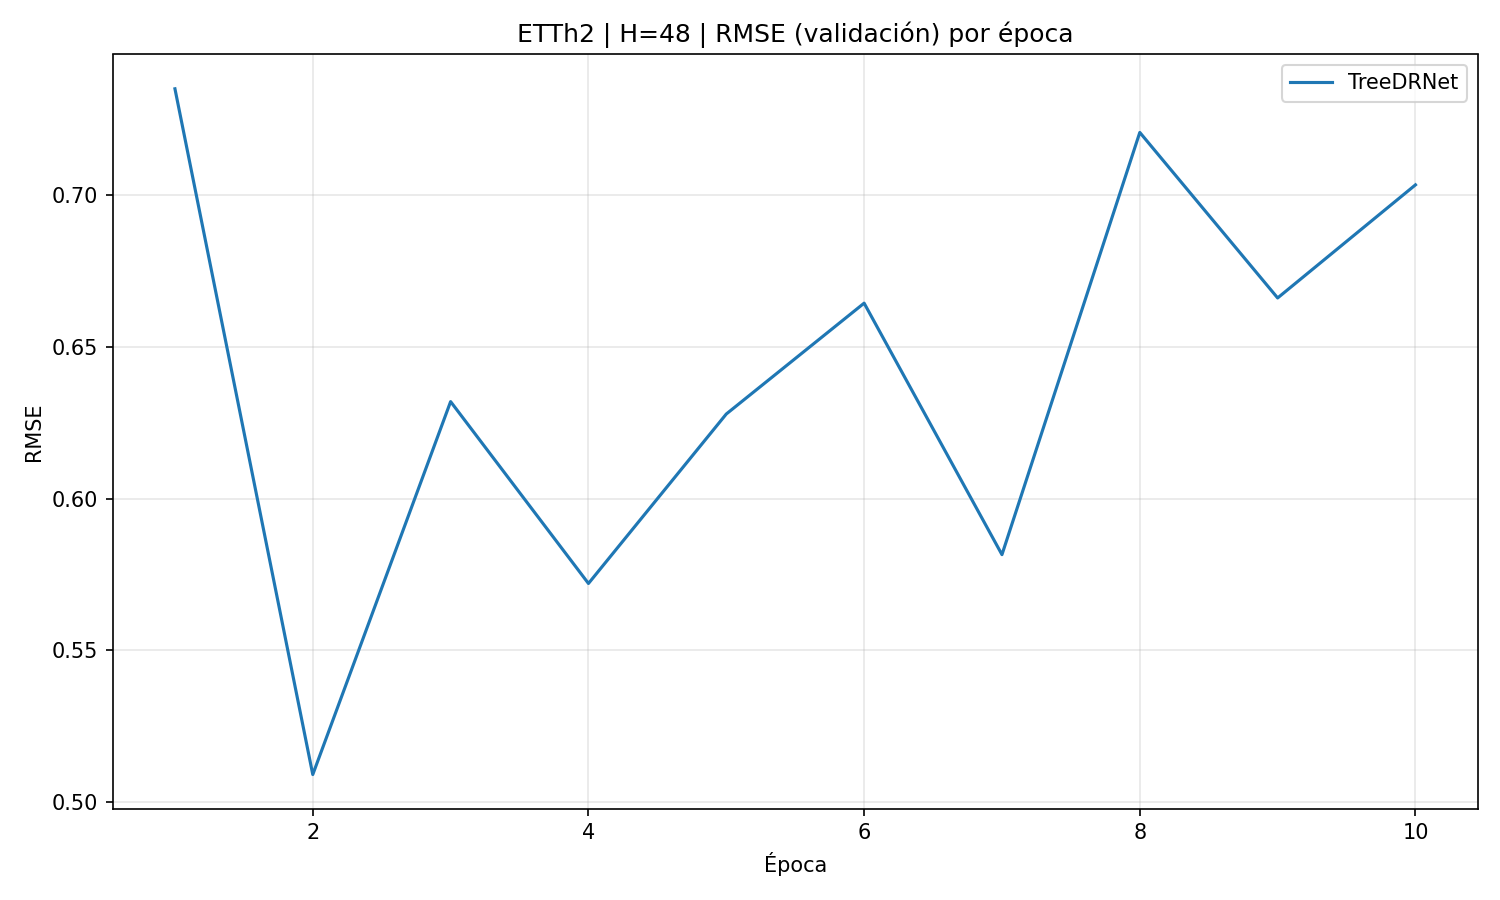 ETTh2 | H=48 | RMSE (validación) por época
TreeDRNet
RMSE
0.70
0.65
0.60
0.55
0.50
2 4 6 8 10
Época